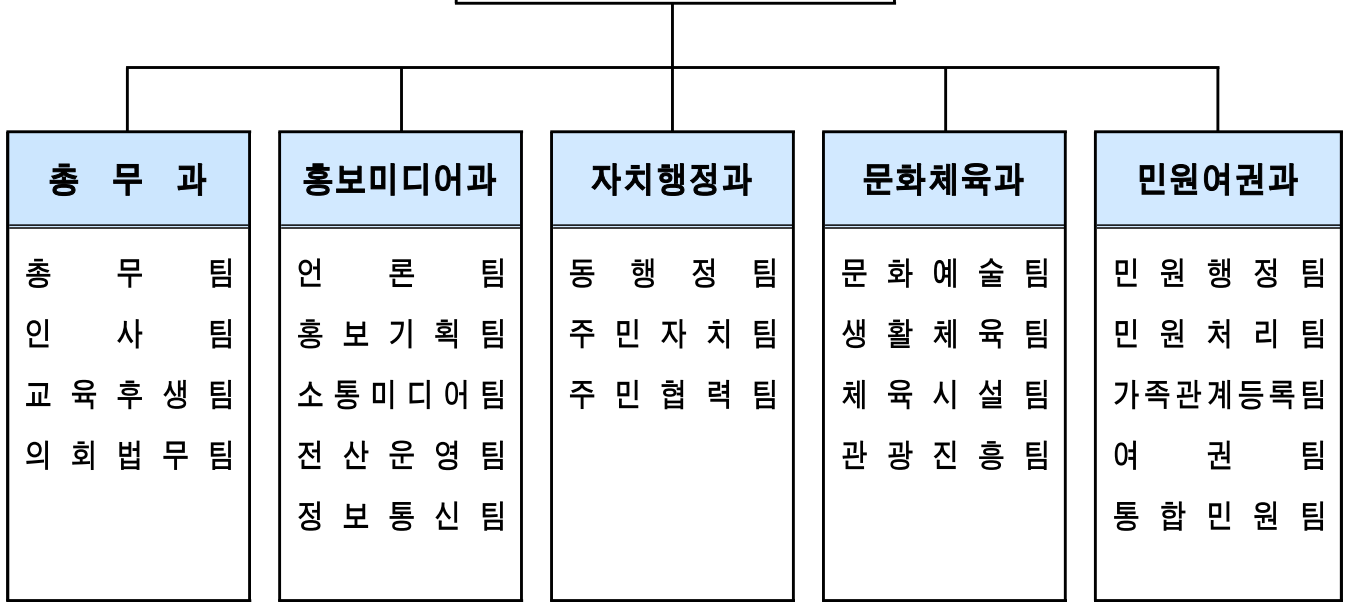 총 무 과
총 무 팀
인 사 팀
교 육 후 생 팀
의 회 법 무 팀
홍보미디어과
언 론 팀
홍 보 기 획 팀
소 통 미 디 어 팀
전 산 운 영 팀
정 보 통 신 팀
자치행정과
동 행 정 팀
주 민 자 치 팀
주 민 협 력 팀
문화체육과
문 화 예 술 팀
생 활 체 육 팀
체 육 시 설 팀
관 광 진 흥 팀
민원여권과
민 원 행 정 팀
민 원 처 리 팀
가족관계등록팀
여 권 팀
통 합 민 원 팀